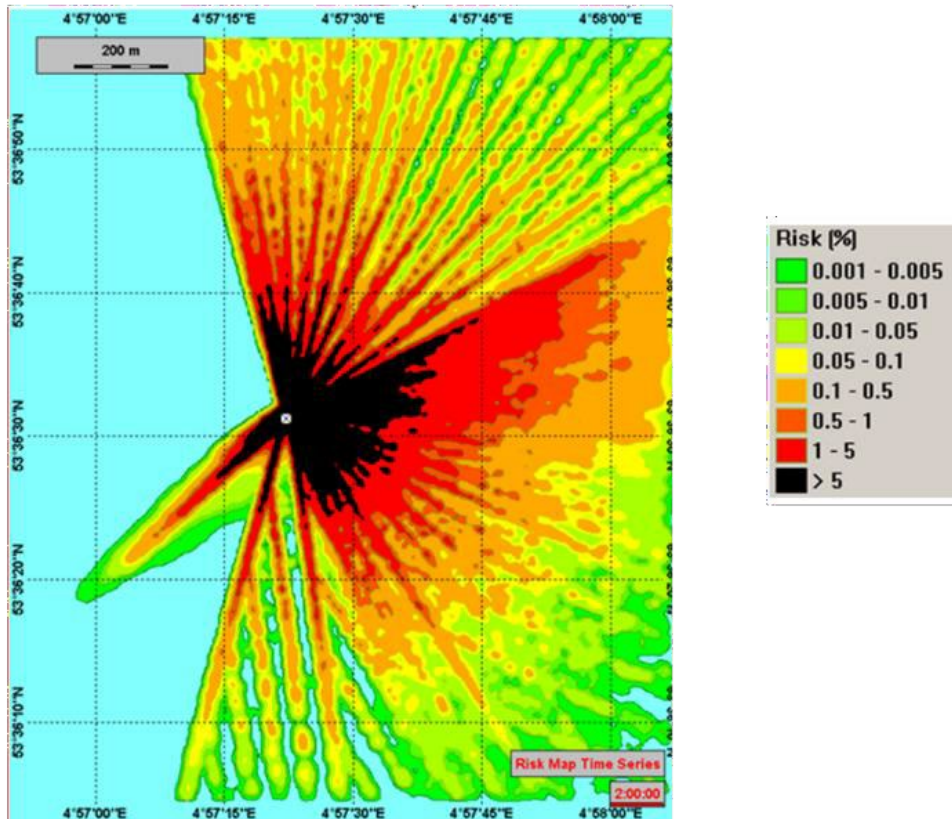 4°57'00"E 4°57'15"E 4°57'30"E 4°57'45"E 4°58'00"E
200 m
53°36'50"N
53°36'40"N
53°36'30"N
53°36'20"N
53°36'10"N
Risk Map Time Series
2:00:00
4°57'00"E 4°57'15"E 4°57'30"E 4°57'45"E 4°58'00"E
Risk (%)
0.001 - 0.005
0.005 - 0.01
0.01 - 0.05
0.05 - 0.1
0.1 - 0.5
0.5 - 1
1 - 5
> 5